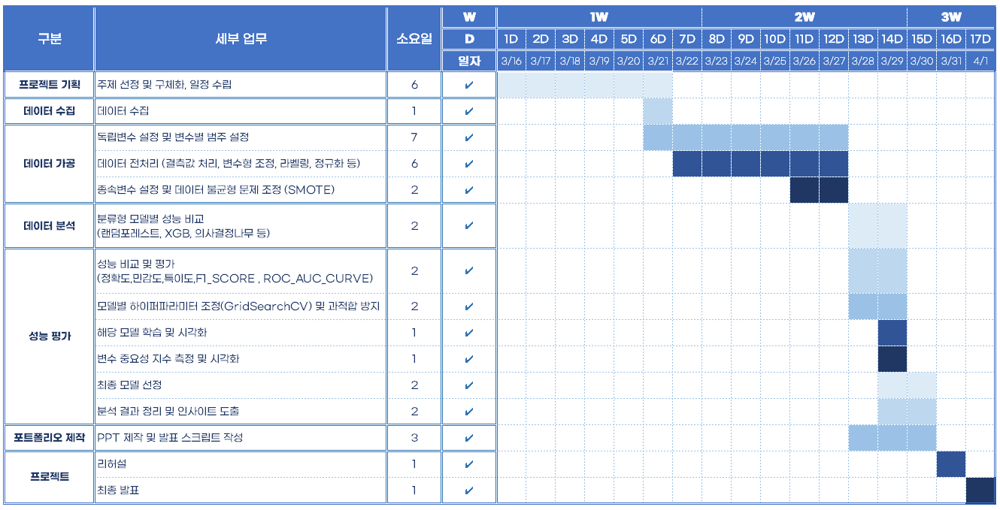 구분 세부 업무 소요일 W 1W 2W 3W
D 1D 2D 3D 4D 5D 6D 7D 8D 9D 10D 11D 12D 13D 14D 15D 16D 17D
일자 3/16 3/17 3/18 3/19 3/20 3/21 3/22 3/23 3/24 3/25 3/26 3/27 3/28 3/29 3/30 3/31 4/1
프로젝트 기획 주제 선정 및 구체화, 일정 수립 6 ✔
데이터 수집 데이터 수집 1 ✔
데이터 가공 독립변수 설정 및 변수별 범주 설정 7 ✔
데이터 전처리 (결측값 처리, 변수형 조정, 라벨링, 정규화 등) 6 ✔
종속변수 설정 및 데이터 불균형 문제 조정 (SMOTE) 2 ✔
데이터 분석 분류형 모델별 성능 비교
(랜덤포레스트, XGB, 의사결정나무 등) 2 ✔
성능 평가 성능 비교 및 평가
(정확도,민감도,특이도,F1_SCORE , ROC_AUC_CURVE) 2 ✔
모델별 하이퍼파라미터 조정(GridSearchCV) 및 과적합 방지 2 ✔
해당 모델 학습 및 시각화 1 ✔
변수 중요성 지수 측정 및 시각화 1 ✔
최종 모델 선정 2 ✔
분석 결과 정리 및 인사이트 도출 2 ✔
포트폴리오 제작 PPT 제작 및 발표 스크립트 작성 3 ✔
프로젝트 리허설 1 ✔
최종 발표 1 ✔